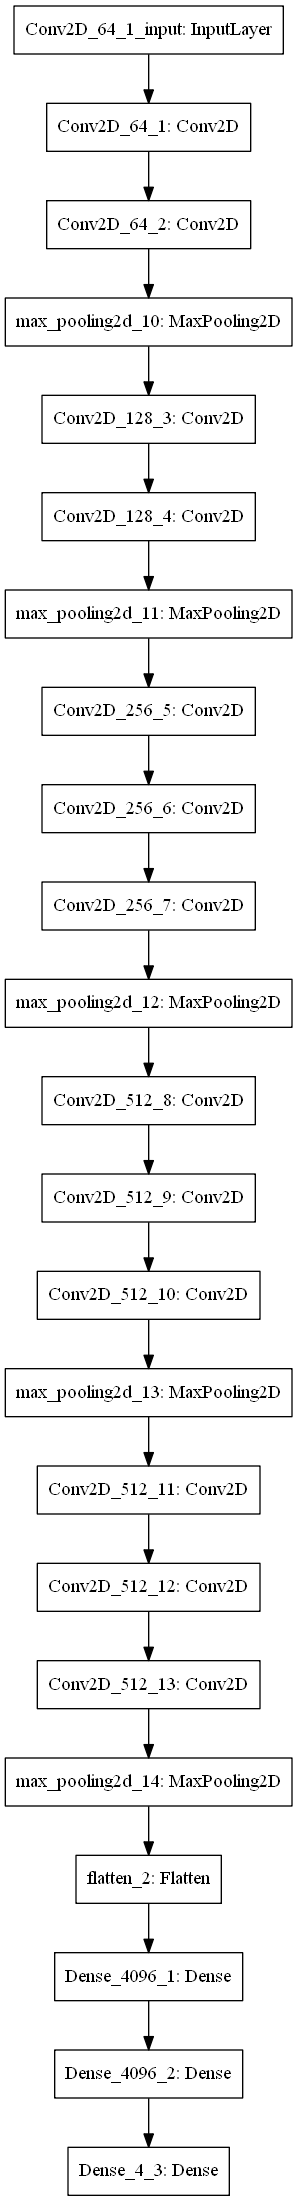 Conv2D_64_1_input: InputLayer
Conv2D_64_1: Conv2D
Conv2D_64_2: Conv2D
max_pooling2d_10: MaxPooling2D
Conv2D_128_3: Conv2D
Conv2D_128_4: Conv2D
max_pooling2d_11: MaxPooling2D
Conv2D_256_5: Conv2D
Conv2D_256_6: Conv2D
Conv2D_256_7: Conv2D
max_pooling2d_12: MaxPooling2D
Conv2D_512_8: Conv2D
Conv2D_512_9: Conv2D
Conv2D_512_10: Conv2D
max_pooling2d_13: MaxPooling2D
Conv2D_512_11: Conv2D
Conv2D_512_12: Conv2D
Conv2D_512_13: Conv2D
max_pooling2d_14: MaxPooling2D
flatten_2: Flatten
Dense_4096_1: Dense
Dense_4096_2: Dense
Dense_4_3: Dense